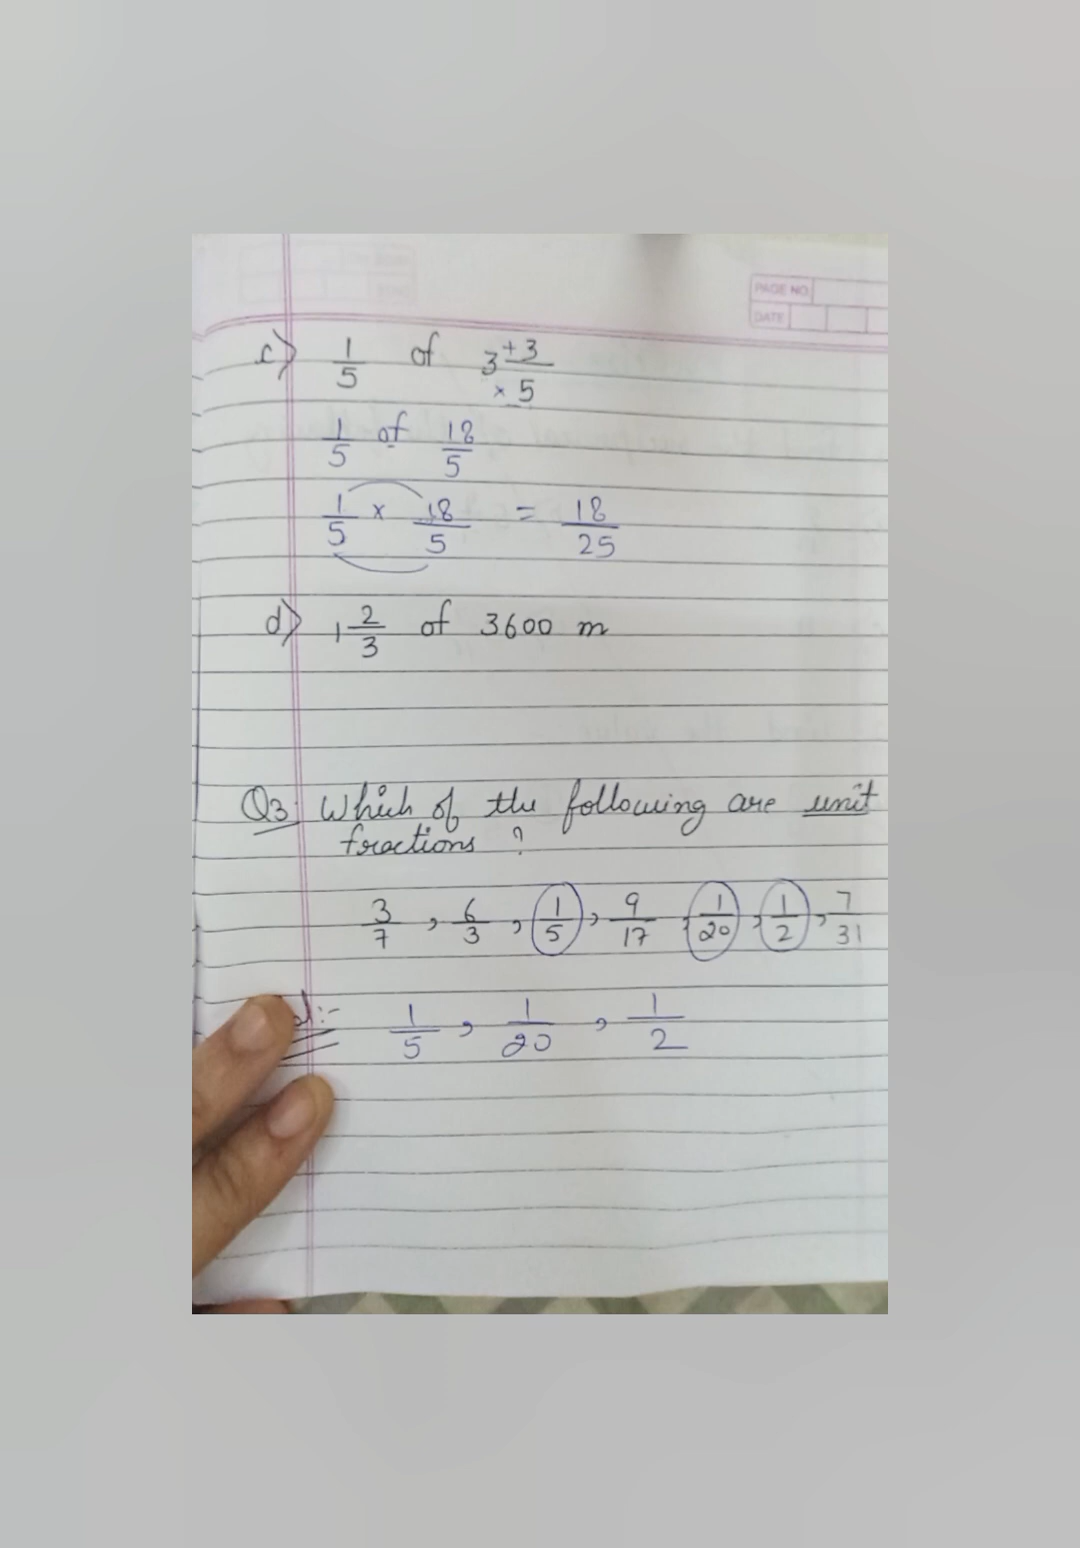 PAGE NO
DATE
c) 1/5 of 3 +3/×5
1/5 of 18/5
1/5 × 18/5 = 18/25
d) 1 2/3 of 3600 m
Q3 Which of the following are unit
fractions ?
3/7 , 6/3 , 1/5 , 9/17 , 1/20 , 1/2 , 7/31
1/5 , 1/20 , 1/2